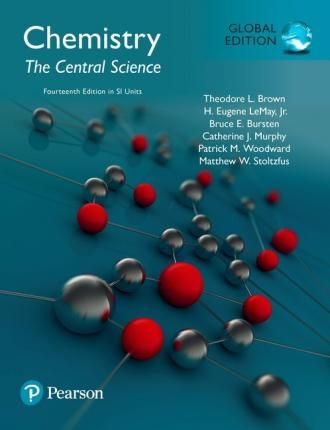 Chemistry
The Central Science
Fourteenth Edition in SI Units
GLOBAL
EDITION
Theodore L. Brown
H. Eugene LeMay, Jr.
Bruce E. Bursten
Catherine J. Murphy
Patrick M. Woodward
Matthew W. Stoltzfus
Pearson